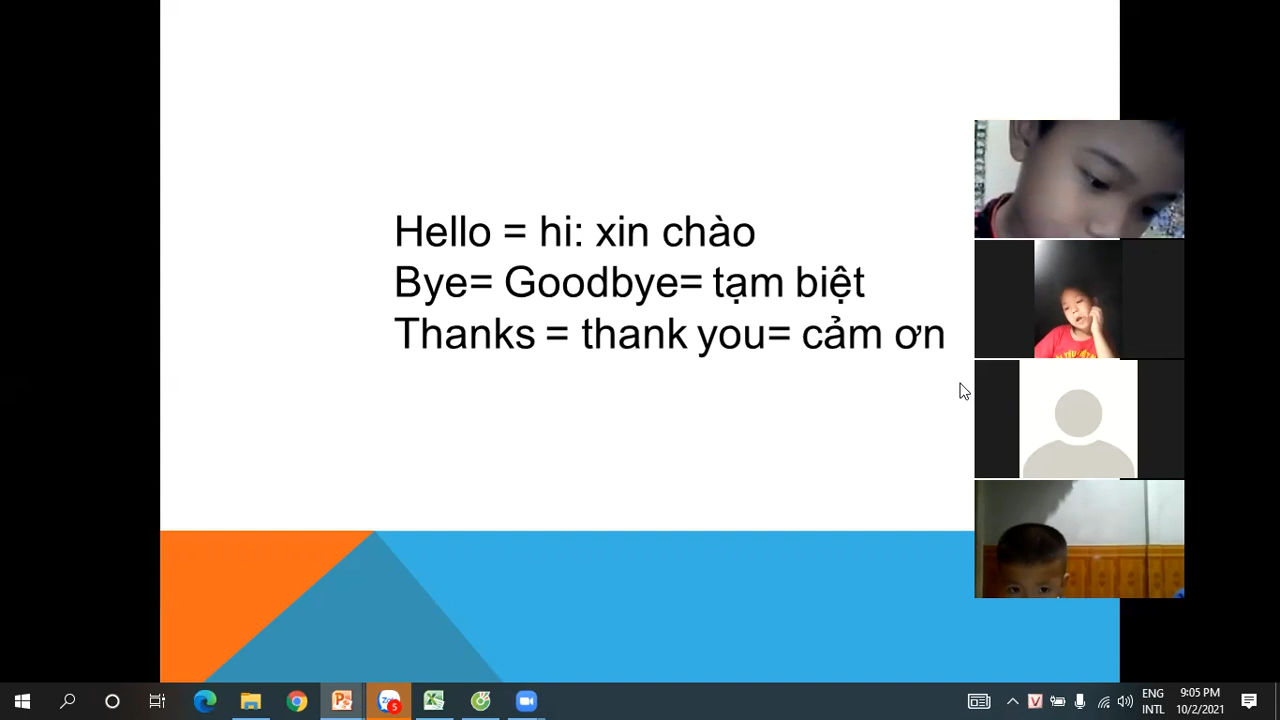 Hello = hi: xin chào
Bye= Goodbye= tạm biệt
Thanks = thank you= cảm ơn
ENG
INTL
9:05 PM
10/2/2021
5